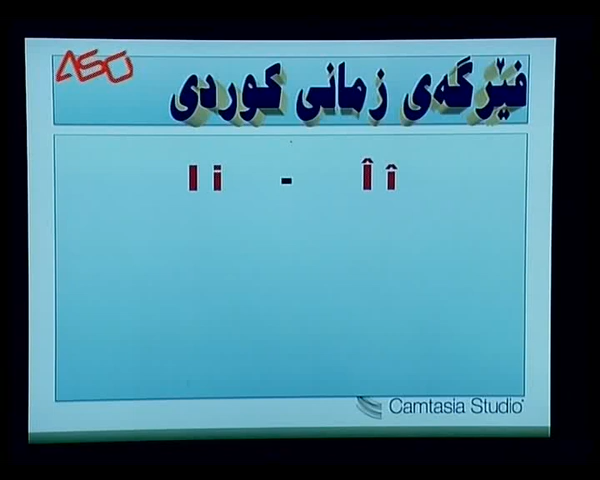 ASO
فێرگەی زمانی کوردی
I i - Î î
Camtasia Studio